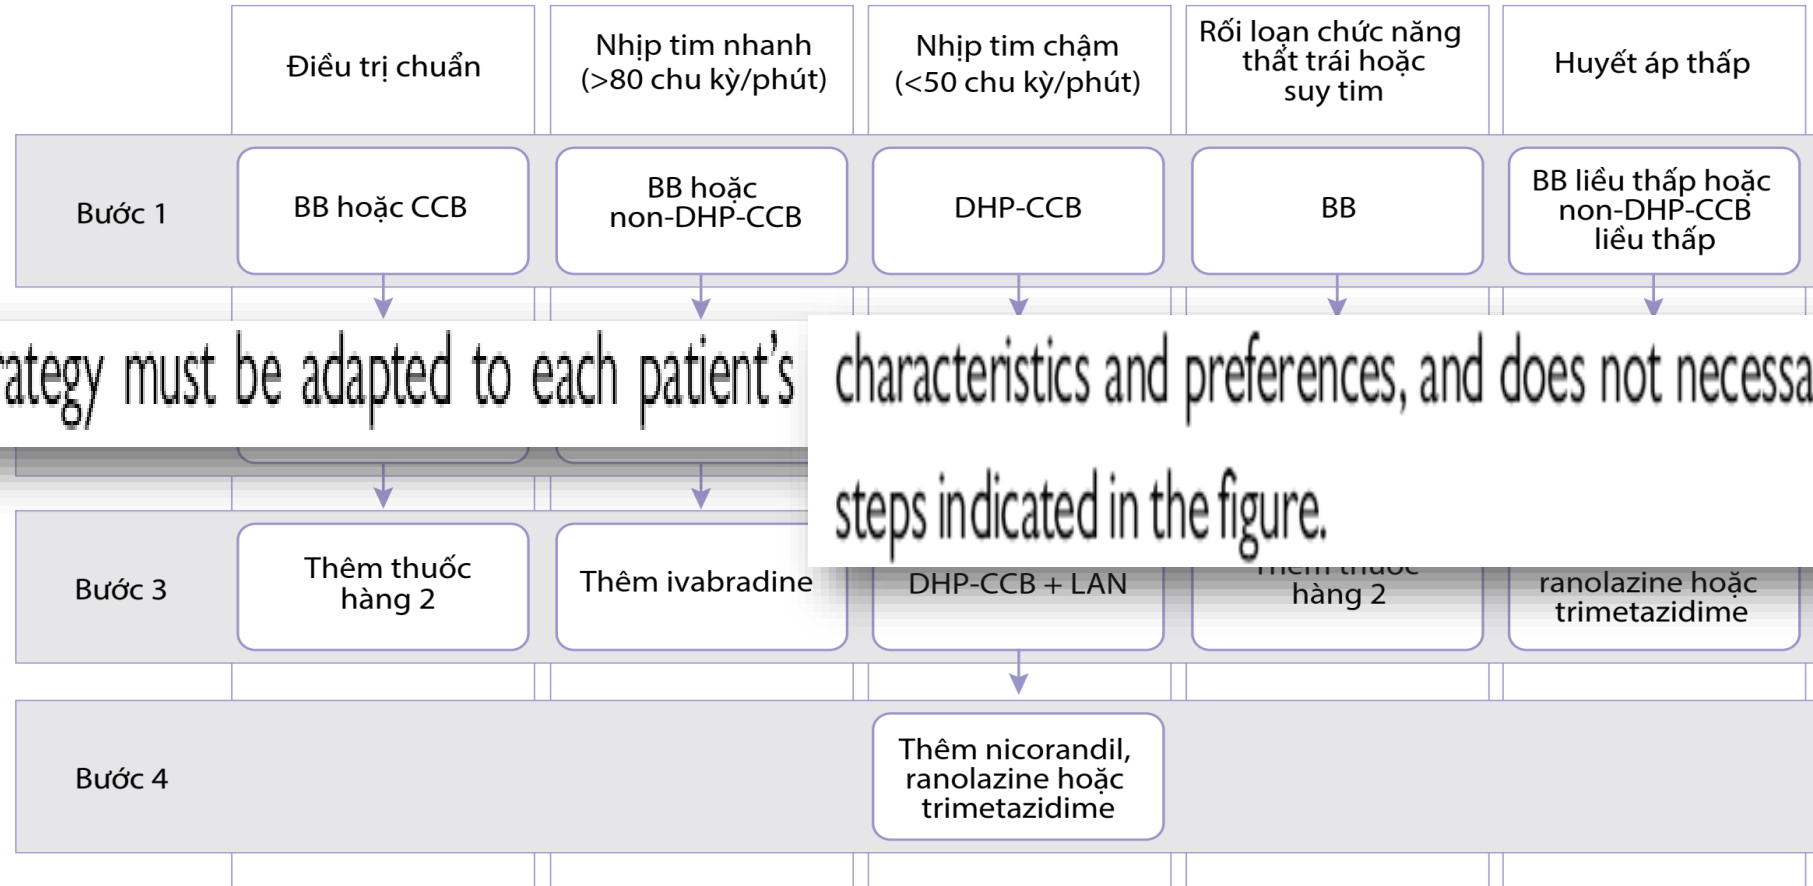 Điều trị chuẩn
Nhịp tim nhanh
(>80 chu kỳ/phút)
Nhịp tim chậm
(<50 chu kỳ/phút)
Rối loạn chức năng
thất trái hoặc
suy tim
Huyết áp thấp
Bước 1
BB hoặc CCB
BB hoặc
non-DHP-CCB
DHP-CCB
BB
BB liều thấp hoặc
non-DHP-CCB
liều thấp
must be adapted to each patient’s
characteristics and preferences, and does not
steps indicated in the figure.
Bước 3
Thêm thuốc
hàng 2
Thêm ivabradine
DHP-CCB + LAN
Thêm thuốc
hàng 2
ranolazine hoặc
trimetazidime
Bước 4
Thêm nicorandil,
ranolazine hoặc
trimetazidime